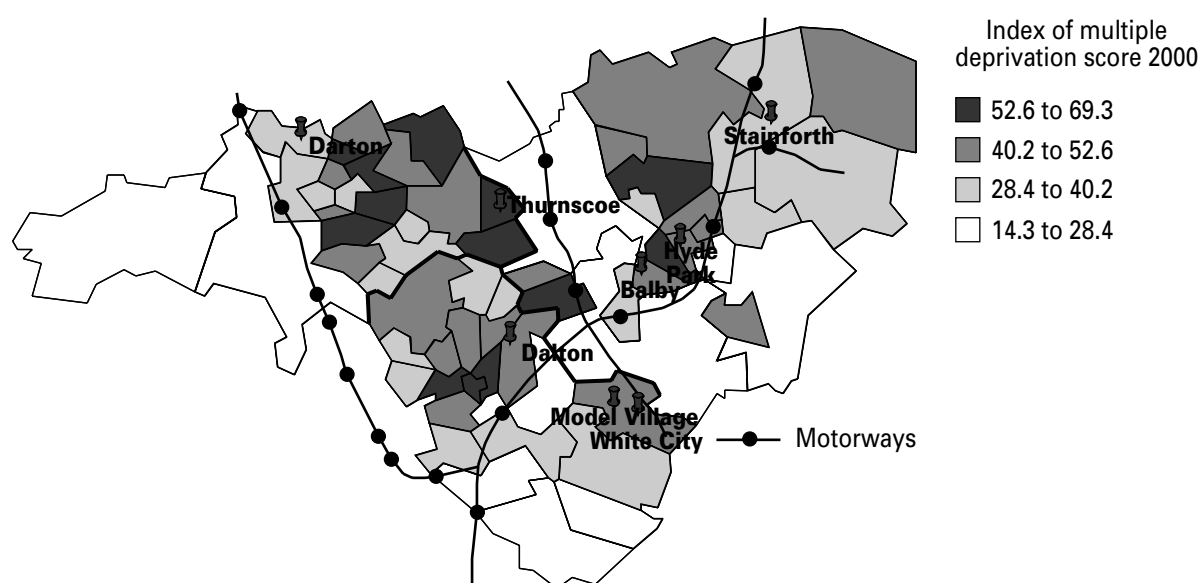 Index of multiple
deprivation score 2000
52.6 to 69.3
40.2 to 52.6
28.4 to 40.2
14.3 to 28.4
Stainforth
Darton
Thurnscoe
Hyde
Park
Balby
Dalton
Model Village
White City
Motorways